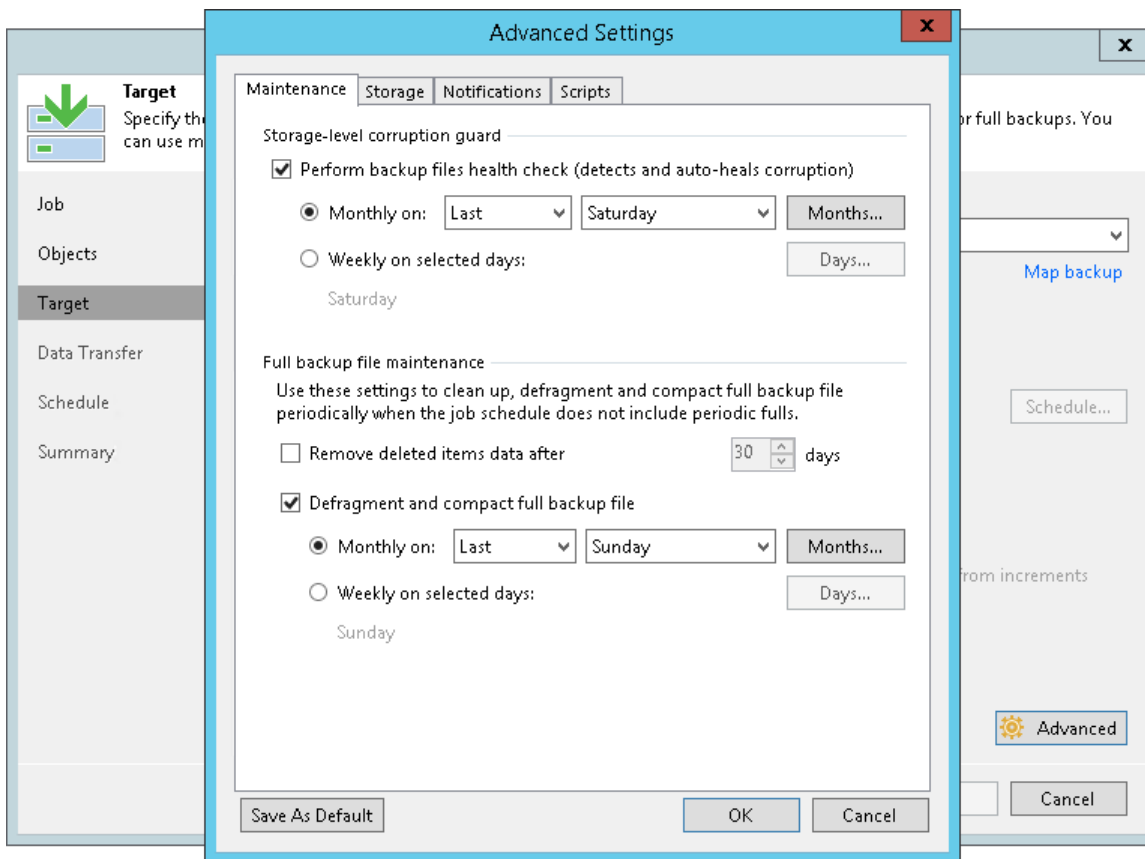 Advanced Settings
X
X
Target
Specify the
can use m
or full backups. You
Job
Objects
Target
Data Transfer
Schedule
Summary
Maintenance
Storage
Notifications
Scripts
Storage-level corruption guard
Perform backup files health check (detects and auto-heals corruption)
Monthly on:
Last
Saturday
Months...
Weekly on selected days:
Days...
Saturday
Full backup file maintenance
Use these settings to clean up, defragment and compact full backup file
periodically when the job schedule does not include periodic fulls.
Remove deleted items data after
30
days
Defragment and compact full backup file
Monthly on:
Last
Sunday
Months...
Weekly on selected days:
Days...
Sunday
Save As Default
OK
Cancel
Map backup
Schedule...
from increments
Advanced
Cancel